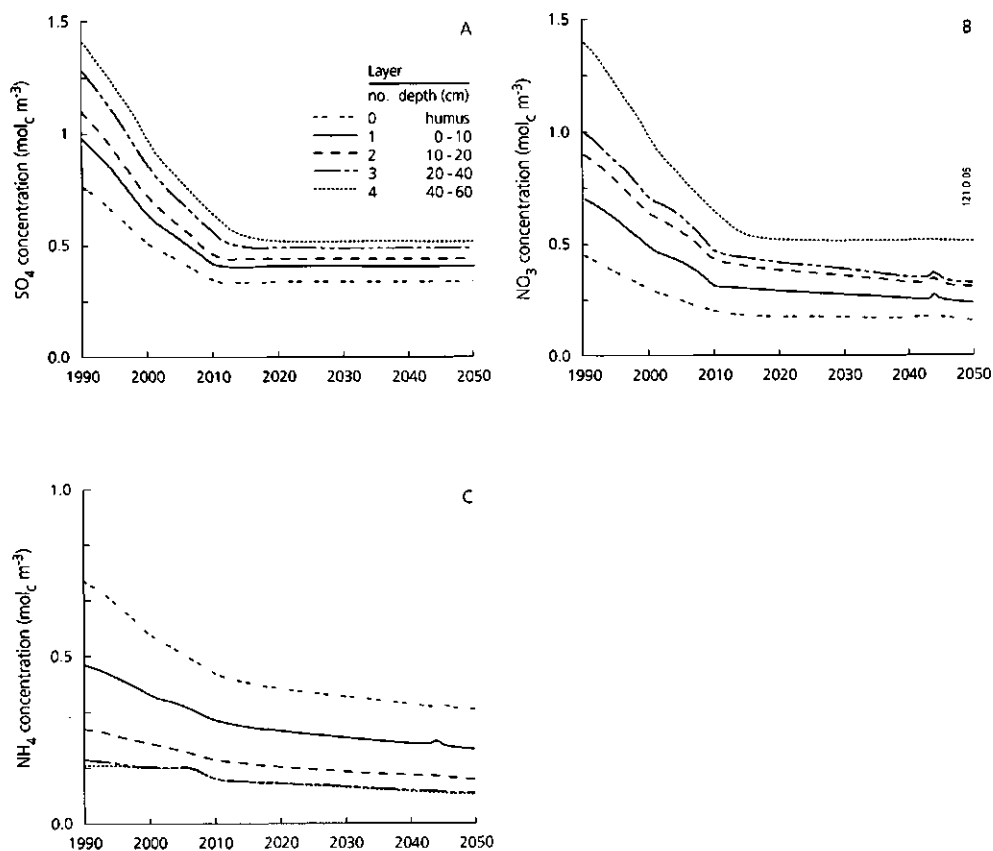 A
SO4 concentration (molc m-3)
1.5
1
0.5
0.0
1990 2000 2010 2020 2030 2040 2050
Layer
no. depth (cm)
0 humus
1 0 - 10
2 10 - 20
3 20 - 40
4 40 - 60
B
NO3 concentration (molc m-3)
1.5
1.0
0.5
0.0
1990 2000 2010 2020 2030 2040 2050
121 0 05
C
NH4 concentration (molc m-3)
1.0
0.5
0.0
1990 2000 2010 2020 2030 2040 2050